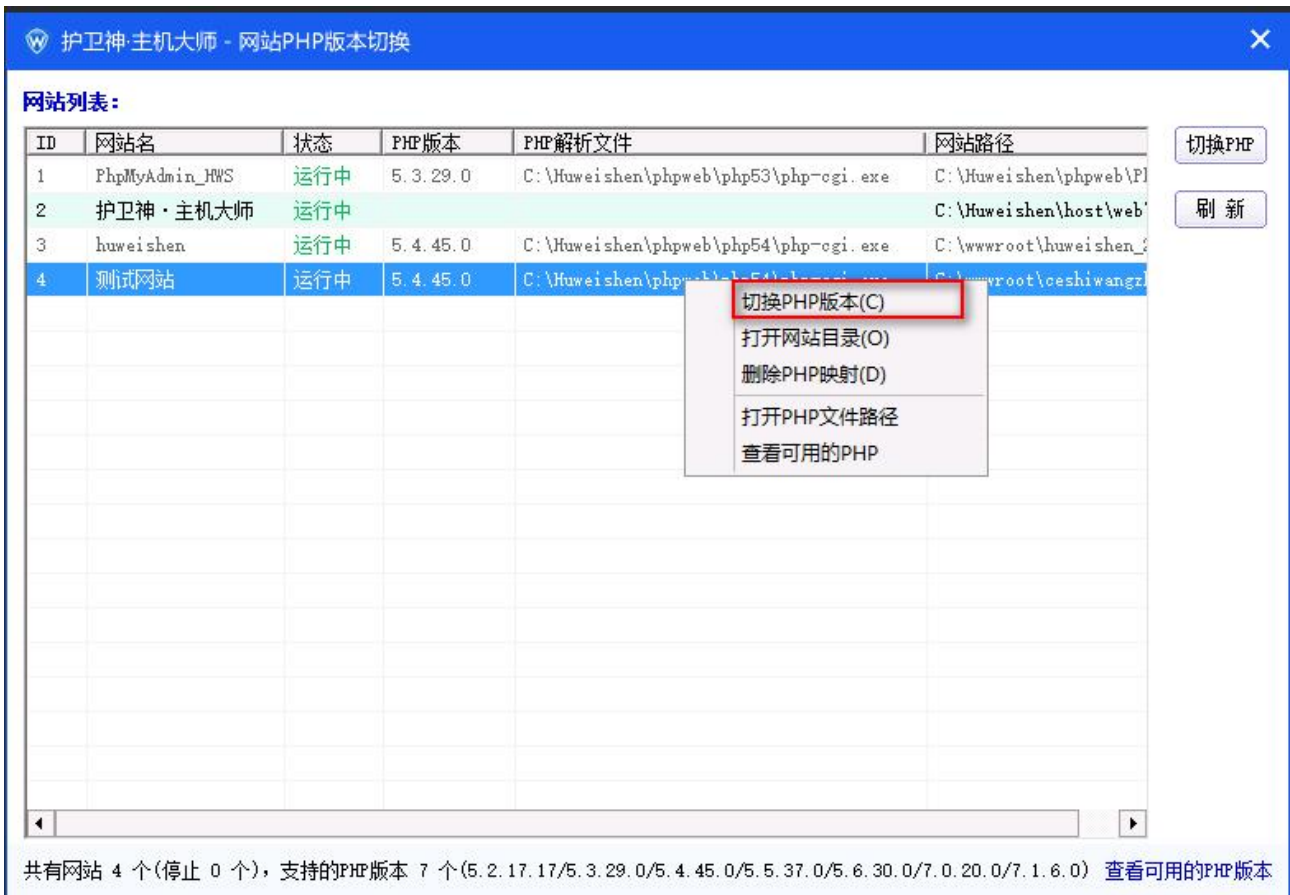 护卫神·主机大师 - 网站PHP版本切换
网站列表：
ID 网站名 状态 PHP版本 PHP解析文件 网站路径 切换PHP
1 PhpMyAdmin_HWS 运行中 5.3.29.0 C:\Huweishen\phpweb\php53\php-cgi.exe C:\Huweishen\phpweb\Pl
2 护卫神·主机大师 运行中 C:\Huweishen\host\web 刷 新
3 huweishen 运行中 5.4.45.0 C:\Huweishen\phpweb\php54\php-cgi.exe C:\wwwroot\huweishen_
4 测试网站 运行中 5.4.45.0 C:\Huweishen\phpweb\php54\php-cgi.exe C:\wwwroot\ceshiwangz
切换PHP版本(C)
打开网站目录(O)
删除PHP映射(D)
打开PHP文件路径
查看可用的PHP
共有网站 4 个(停止 0 个)，支持的PHP版本 7 个(5.2.17.17/5.3.29.0/5.4.45.0/5.5.37.0/5.6.30.0/7.0.20.0/7.1.6.0) 查看可用的PHP版本